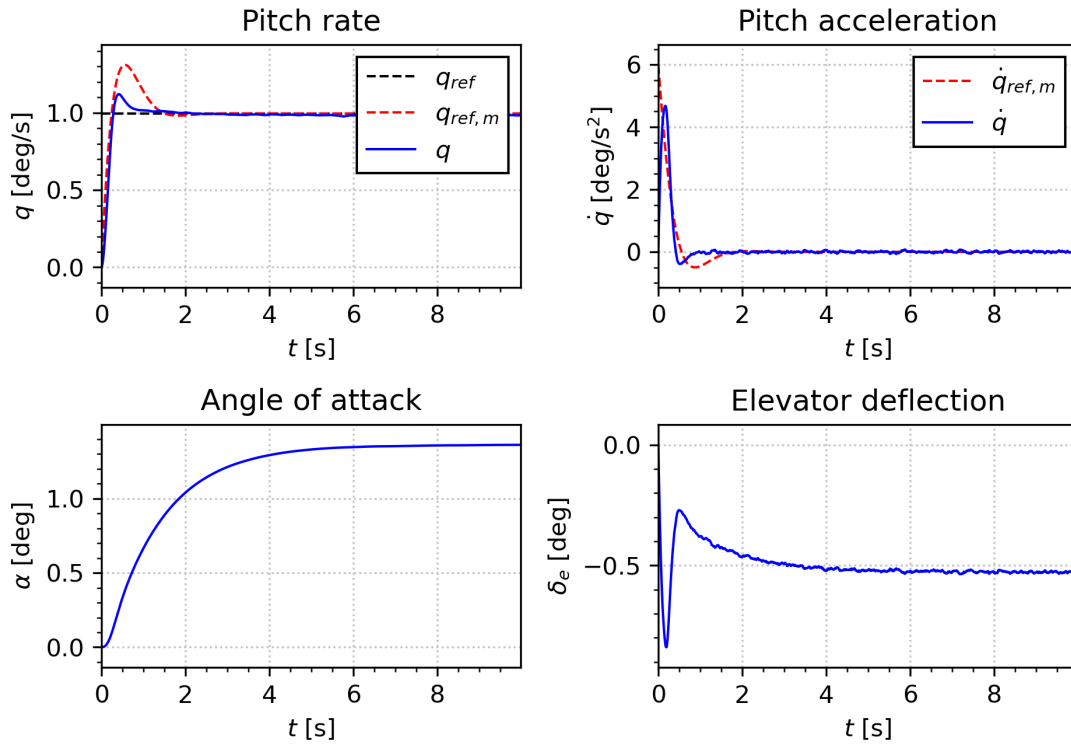 Pitch rate
q_ref
q_ref,m
q
1.0
0.5
0.0
q [deg/s]
0 2 4 6 8
t [s]
Pitch acceleration
q̇_ref,m
q̇
6
4
2
0
q̇ [deg/s²]
0 2 4 6 8
t [s]
Angle of attack
1.0
0.5
0.0
α [deg]
0 2 4 6 8
t [s]
Elevator deflection
0.0
−0.5
δ_e [deg]
0 2 4 6 8
t [s]